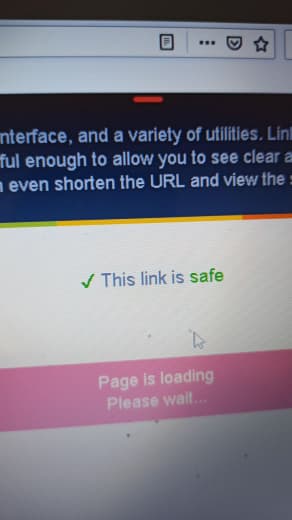 nterface, and a variety of utilities. Lin
ful enough to allow you to see clear a
even shorten the URL and view the
✓ This link is safe
Page is loading
Please wait...